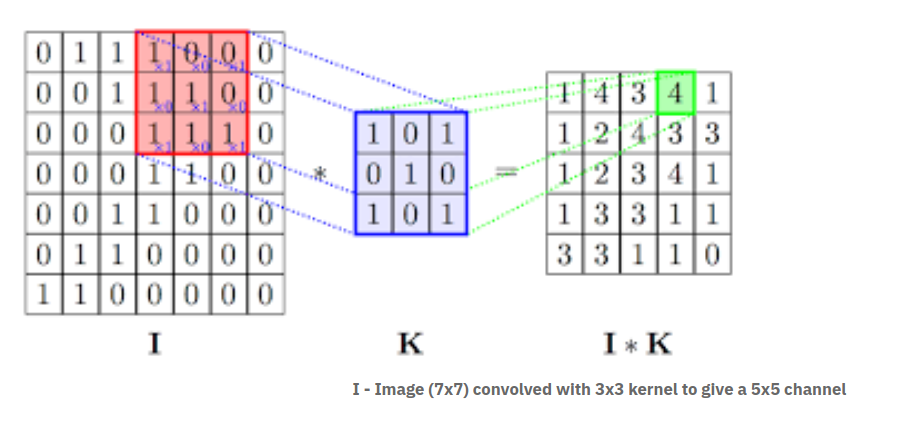 0 1 1 1×1 0×0 0×1 0
0 0 1 1×0 1×1 0×0 0
0 0 0 1×1 1×0 1×1 0
0 0 0 1 1 0 0
0 0 1 1 0 0 0
0 1 1 0 0 0 0
1 1 0 0 0 0 0
I
*
1 0 1
0 1 0
1 0 1
K
=
1 4 3 4 1
1 2 4 3 3
1 2 3 4 1
1 3 3 1 1
3 3 1 1 0
I * K
I - Image (7x7) convolved with 3x3 kernel to give a 5x5 channel